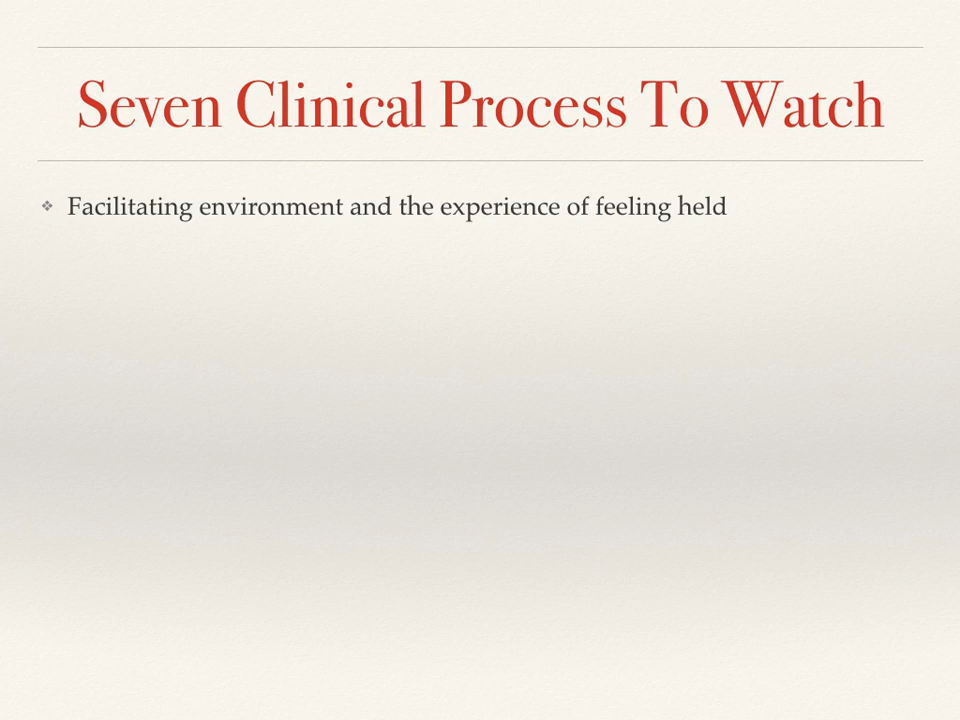 Seven Clinical Process To Watch
Facilitating environment and the experience of feeling held